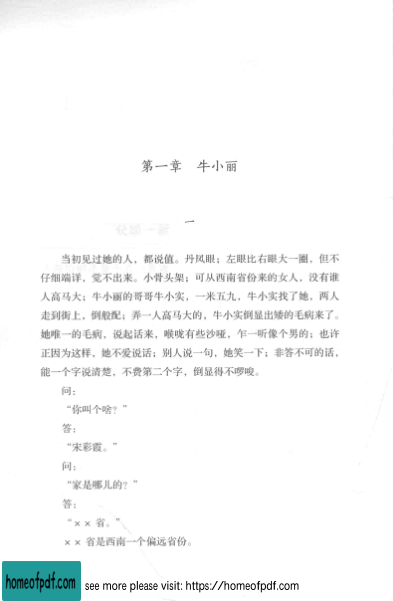 第一章　牛小丽
一
当初见过她的人，都说值。丹凤眼；左眼比右眼大一圈，但不
仔细端详，觉不出来。小骨头架；可从西南省份来的女人，没有谁
人高马大；牛小丽的哥哥牛小实，一米五九，牛小实找了她，两人
走到街上，倒般配；弄一人高马大的，牛小实倒显出矮的毛病来了。
她唯一的毛病，说起话来，喉咙有些沙哑，乍一听像个男的；也许
正因为这样，她不爱说话；别人说一句，她笑一下；非答不可的话，
能一个字说清楚，不费第二个字，倒显得不啰唆。
问：
“你叫个啥？”
答：
“宋彩霞。”
问：
“家是哪儿的？”
答：
“××省。”
××省是西南一个偏远省份。
homeofpdf.com see more please visit: https://homeofpdf.com